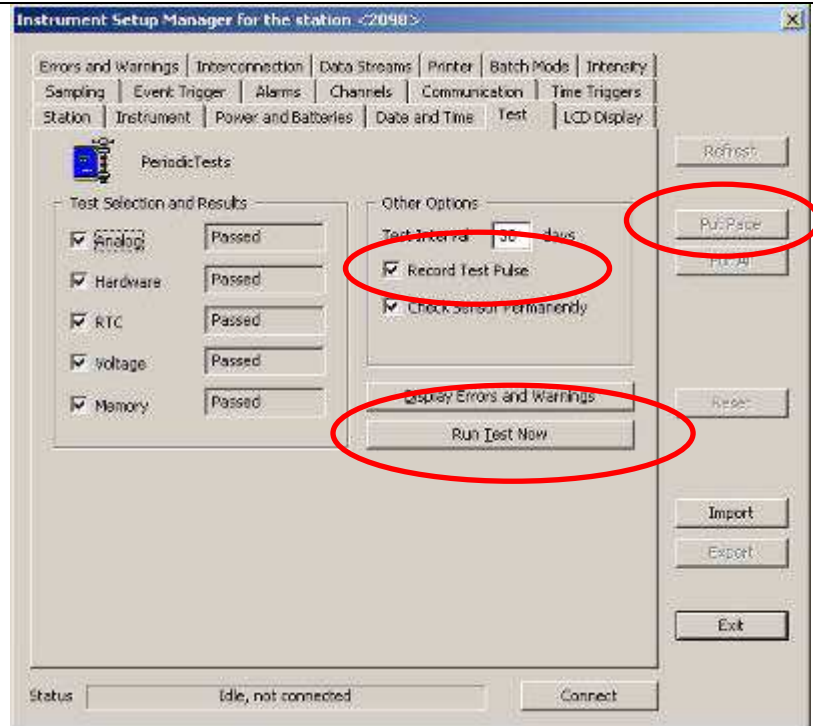 Instrument Setup Manager for the station <2098>
Errors and Warnings Interconnection Data Streams Printer Batch Mode Intensity
Sampling Event Trigger Alarms Channels Communication Time Triggers
Station Instrument Power and Batteries Date and Time Test LCD Display
PeriodicTests
Refresh
Test Selection and Results
Other Options
Analog Passed
Test Interval 30 days
Put Page
Hardware Passed
Record Test Pulse
Put All
RTC Passed
Check Sensor Permanently
Voltage Passed
Memory Passed
Display Errors and Warnings
Reset
Run Test Now
Import
Export
Exit
Status Idle, not connected Connect